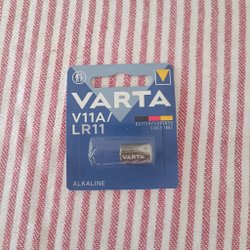 VARTA
V11A/
LR11
BATTERY EXPERTS
SINCE 1887
ALKALINE
VARTA